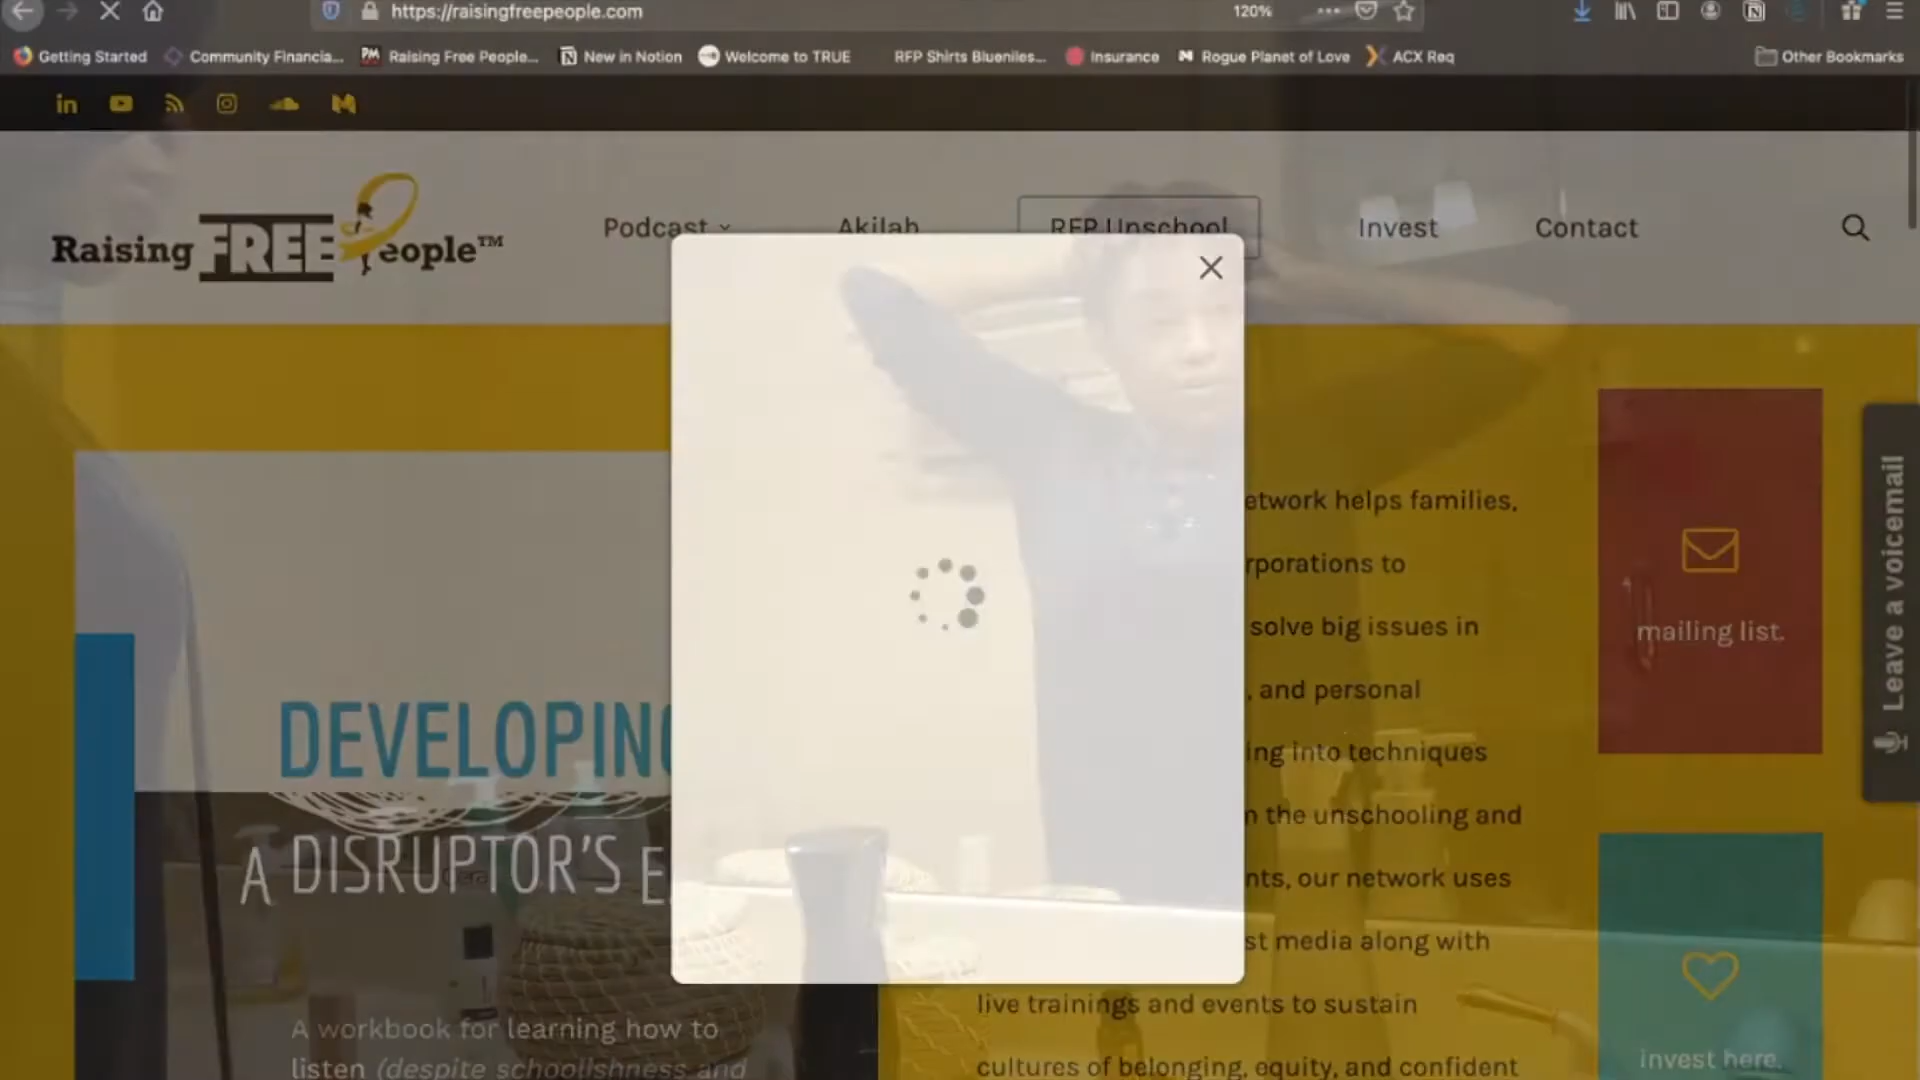 https://raisingfreepeople.com
120%
Getting Started
Community Financia...
Raising Free People...
New in Notion
Welcome to TRUE
RFP Shirts Blueniles...
Insurance
Rogue Planet of Love
ACX Req
Other Bookmarks
Raising FREE People™
Podcast
Akilah
RFP Unschool
Invest
Contact
etwork helps families,
rporations to
solve big issues in
, and personal
ing into techniques
n the unschooling and
nts, our network uses
st media along with
live trainings and events to sustain
cultures of belonging, equity, and confident
DEVELOPING
A DISRUPTOR'S E
A workbook for learning how to
listen (despite schoolishness and
mailing list.
invest here.
Leave a voicemail